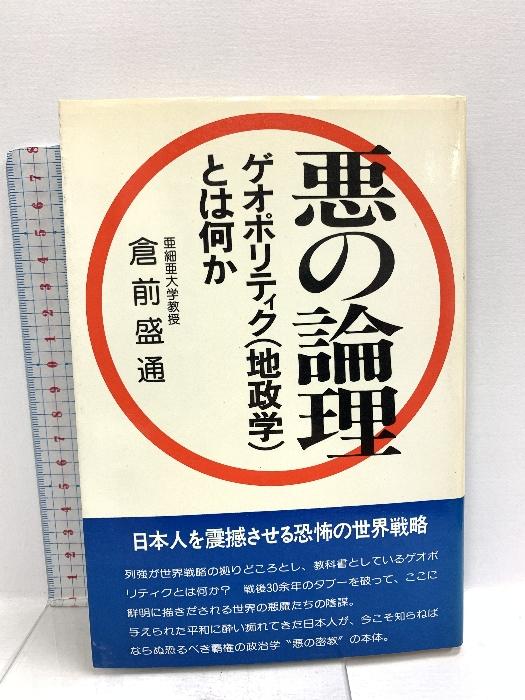 悪の論理
ゲオポリティク(地政学)
とは何か
亜細亜大学教授
倉前盛通
日本人を震撼させる恐怖の世界戦略
列強が世界戦略の拠りどころとし、教科書としているゲオポ
リティクとは何か? 戦後30余年のタブーを破って、ここに
鮮明に描きだされる世界の悪魔たちの陰謀。
与えられた平和に酔い痴れてきた日本人が、今こそ知らねば
ならぬ恐るべき覇権の政治学“悪の密教”の本体。